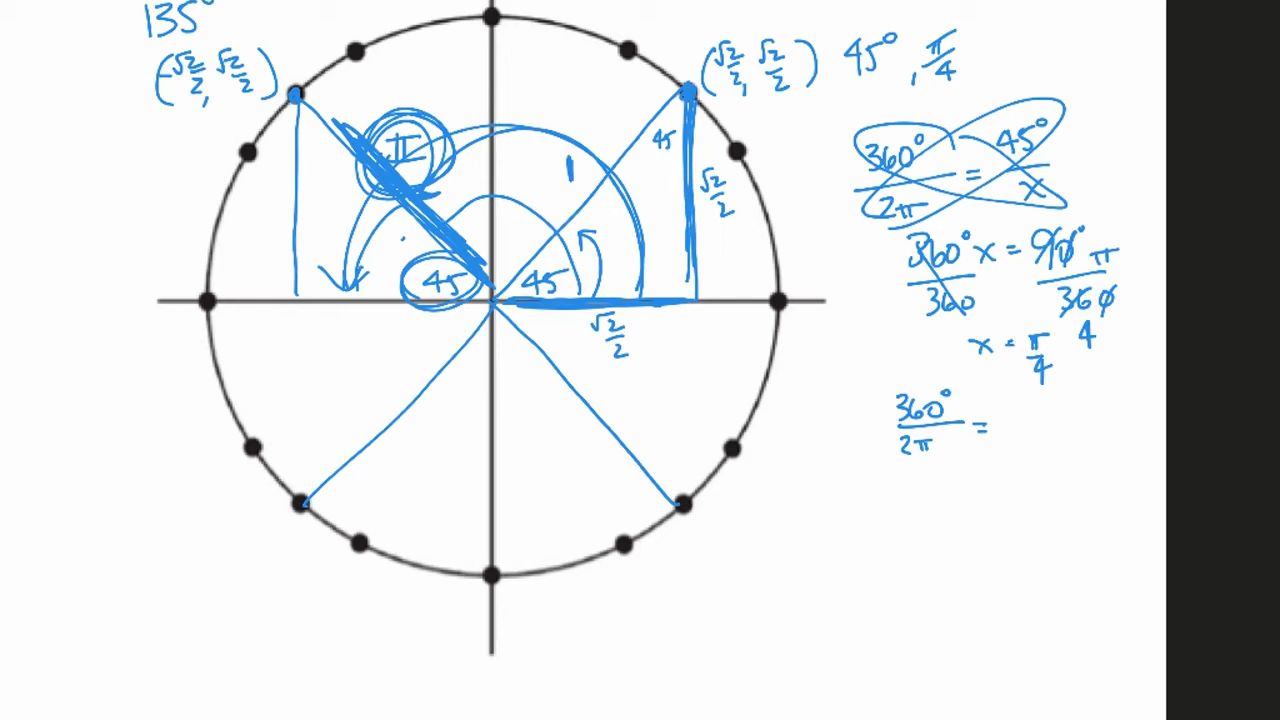 135°
(-√2/2, √2/2)
(√2/2, √2/2) 45°, π/4
π
1
45
√2/2
45
45
√2/2
360°/2π = 45°/x
360°x/360 = 90°π/360
4
x = π/4
360°/2π =